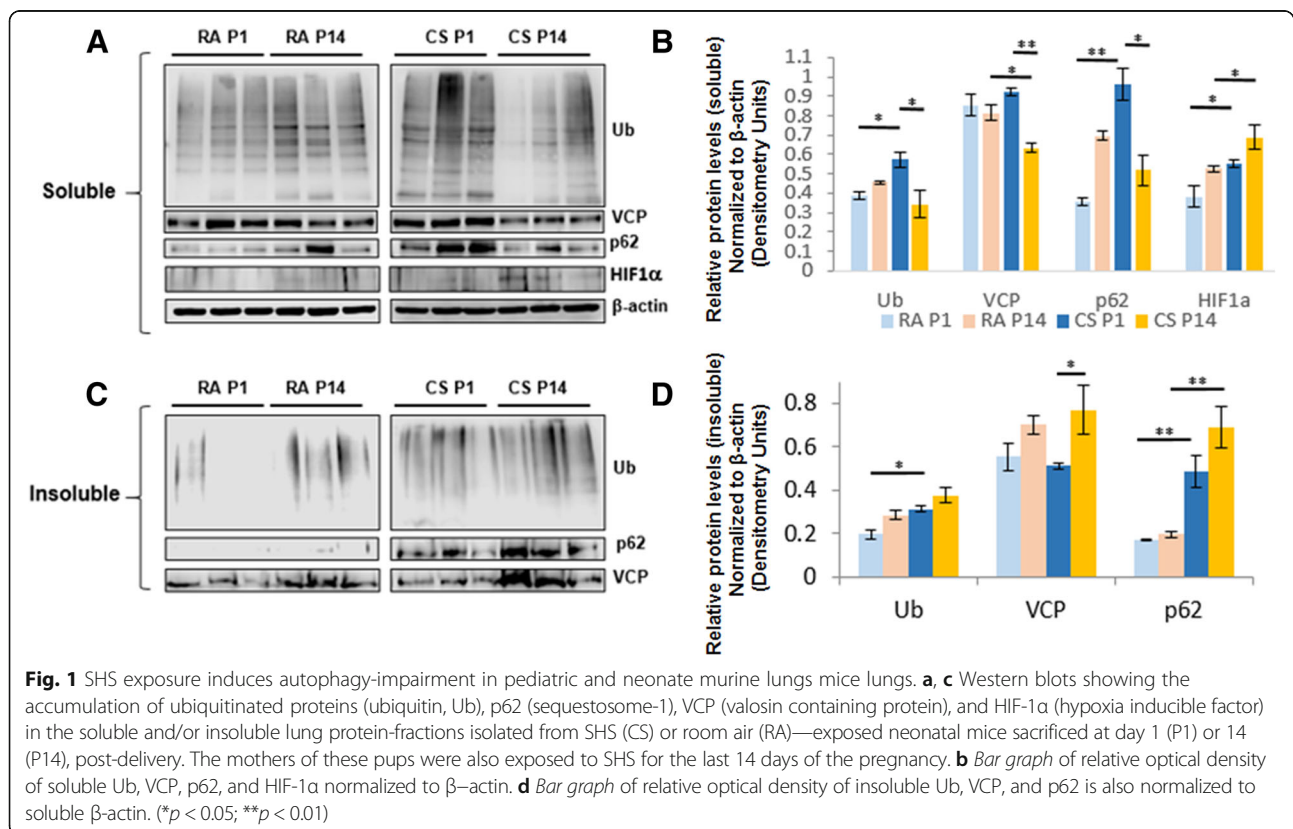 A
RA P1 RA P14 CS P1 CS P14
Ub
Soluble
VCP
p62
HIF1α
β-actin
B
Relative protein levels (soluble)
Normalized to β-actin
(Densitometry Units)
1.1
1
0.9
0.8
0.7
0.6
0.5
0.4
0.3
0.2
0.1
0
* * * ** ** * * *
Ub VCP p62 HIF1a
RA P1 RA P14 CS P1 CS P14
C
RA P1 RA P14 CS P1 CS P14
Ub
Insoluble
p62
VCP
D
Relative protein levels (insoluble)
Normalized to β-actin
(Densitometry Units)
0.8
0.6
0.4
0.2
0
* * ** **
Ub VCP p62
Fig. 1 SHS exposure induces autophagy-impairment in pediatric and neonate murine lungs mice lungs. a, c Western blots showing the
accumulation of ubiquitinated proteins (ubiquitin, Ub), p62 (sequestosome-1), VCP (valosin containing protein), and HIF-1α (hypoxia inducible factor)
in the soluble and/or insoluble lung protein-fractions isolated from SHS (CS) or room air (RA)—exposed neonatal mice sacrificed at day 1 (P1) or 14
(P14), post-delivery. The mothers of these pups were also exposed to SHS for the last 14 days of the pregnancy. b Bar graph of relative optical density
of soluble Ub, VCP, p62, and HIF-1α normalized to β–actin. d Bar graph of relative optical density of insoluble Ub, VCP, and p62 is also normalized to
soluble β-actin. (*p < 0.05; **p < 0.01)